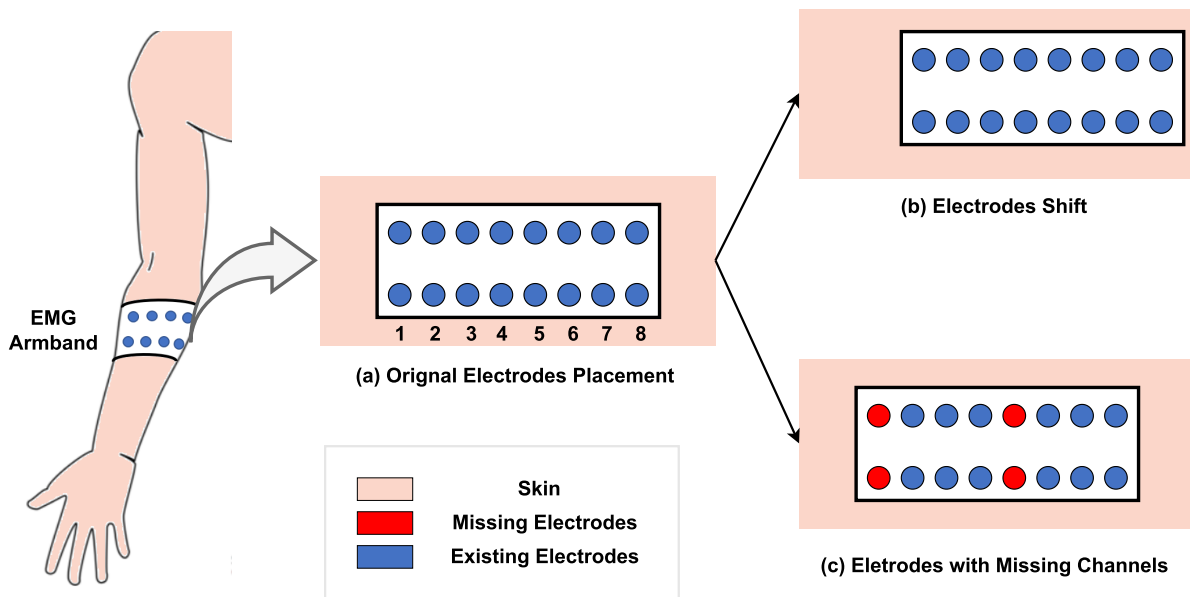 EMG
Armband
1 2 3 4 5 6 7 8
(a) Orignal Electrodes Placement
(b) Electrodes Shift
(c) Eletrodes with Missing Channels
Skin
Missing Electrodes
Existing Electrodes